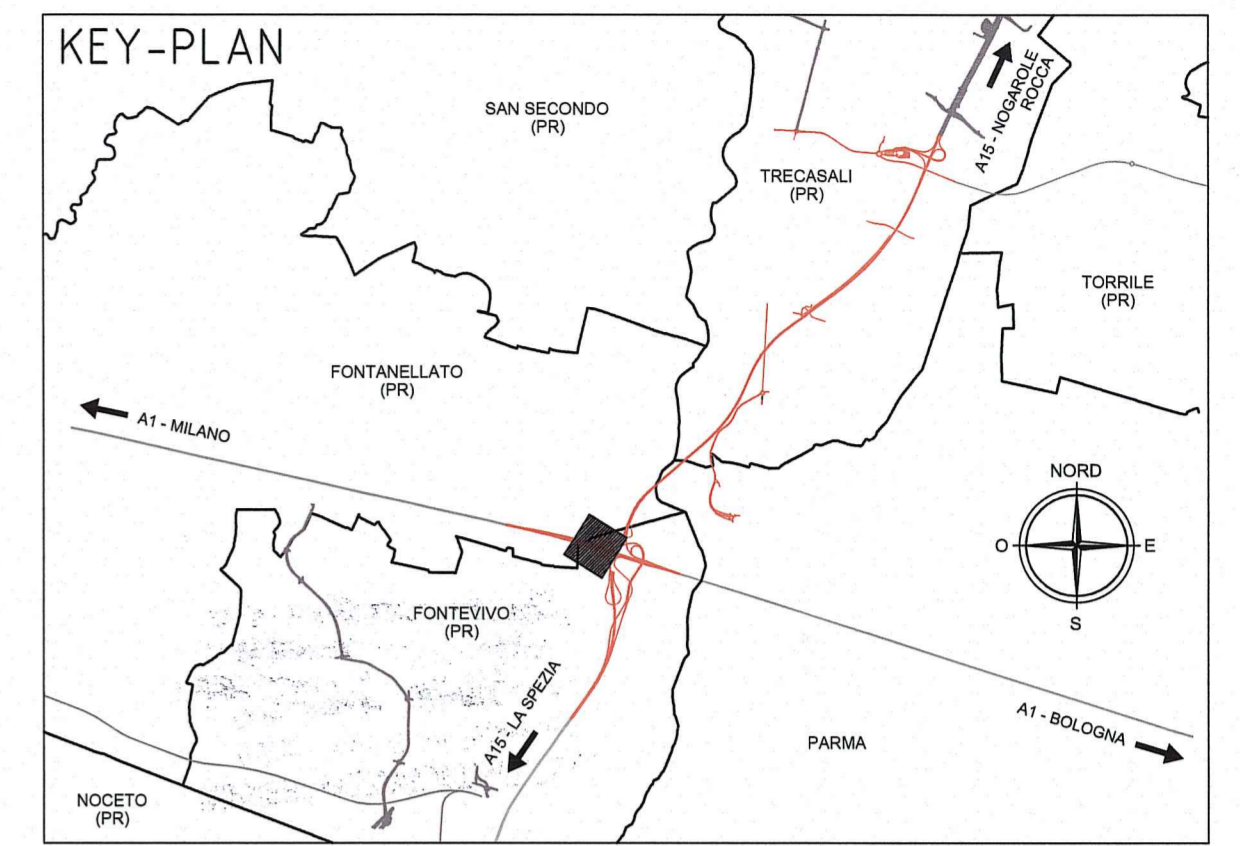 KEY-PLAN
SAN SECONDO
(PR)
A15 - NOGAROLE
ROCCA
TRECASALI
(PR)
TORRILE
(PR)
FONTANELLATO
(PR)
A1 - MILANO
NORD
O
E
S
FONTEVIVO
(PR)
A15 - LA SPEZIA
A1 - BOLOGNA
PARMA
NOCETO
(PR)